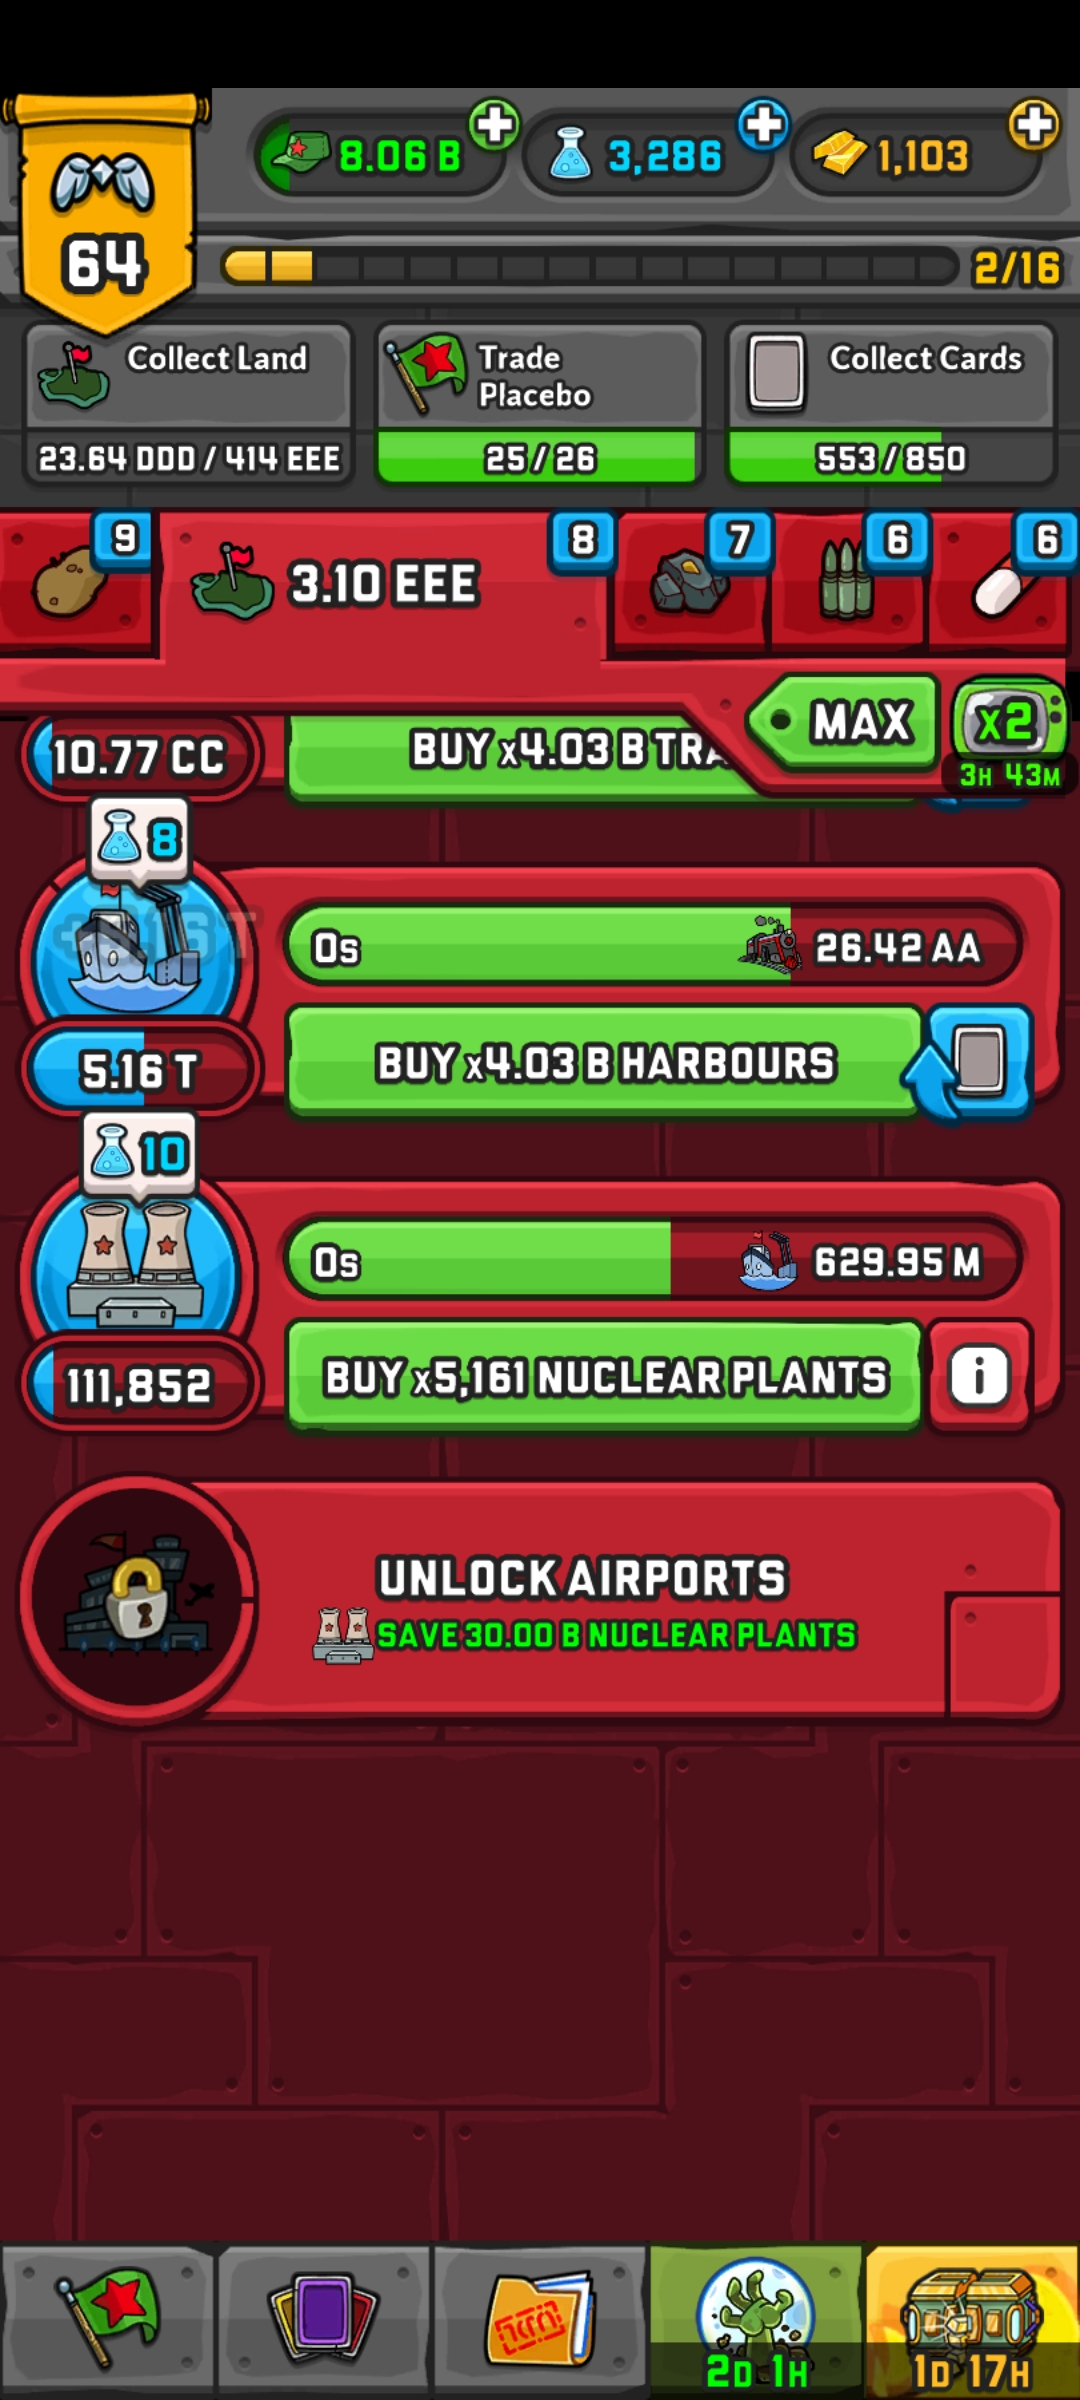 8.06 B
3,286
1,103
64
2/16
Collect Land
23.64 DDD / 414 EEE
Trade
Placebo
25 / 26
Collect Cards
553 / 850
9
3.10 EEE
8
7
6
6
MAX
x2
3H 43M
10.77 CC
BUY x4.03 B TRA
8
0s
26.42 AA
5.16 T
BUY x4.03 B HARBOURS
10
0s
629.95 M
111,852
BUY x5,161 NUCLEAR PLANTS
i
UNLOCK AIRPORTS
SAVE 30.00 B NUCLEAR PLANTS
2D 1H
1D 17H